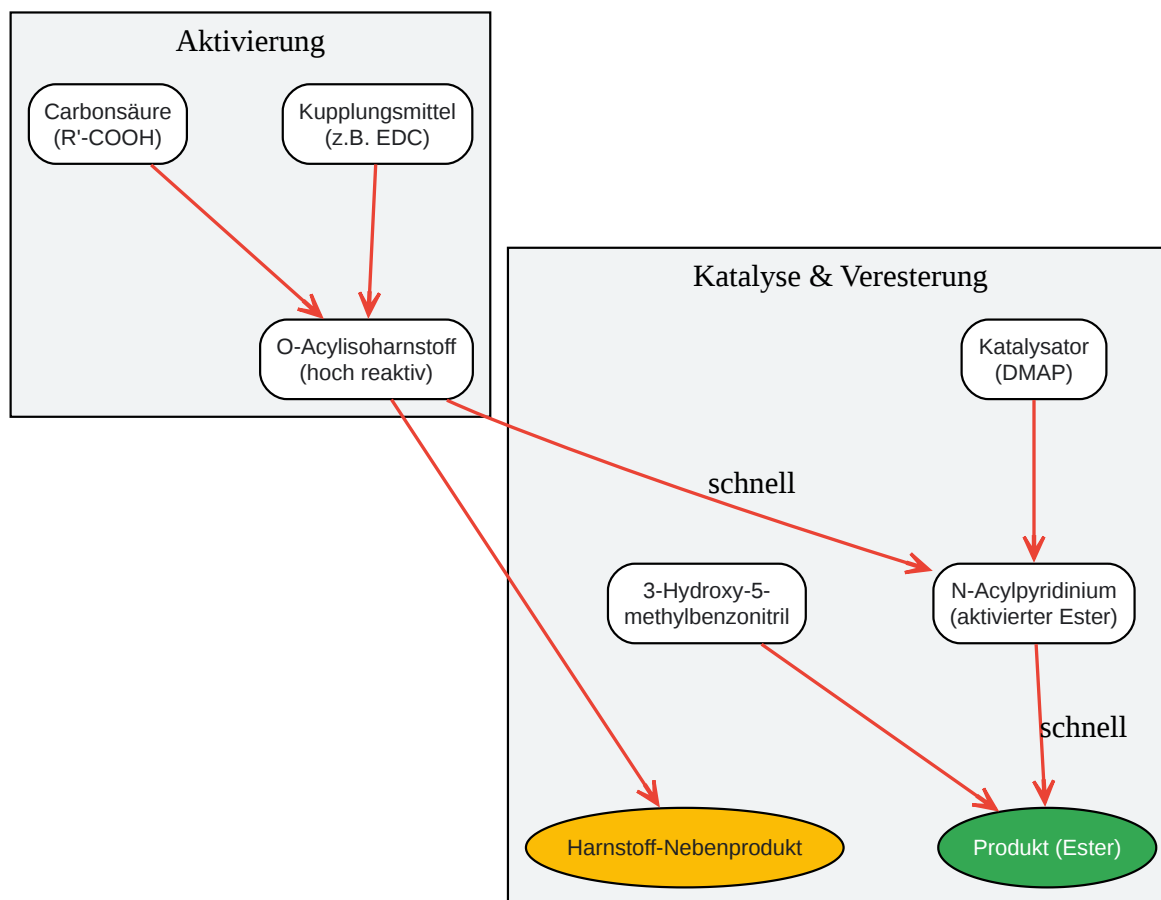 Aktivierung
Carbonsäure
(R'-COOH)
Kupplungsmittel
(z.B. EDC)
O-Acylisoharnstoff
(hoch reaktiv)
Katalyse & Veresterung
Katalysator
(DMAP)
schnell
3-Hydroxy-5-
methylbenzonitril
N-Acylpyridinium
(aktivierter Ester)
schnell
Harnstoff-Nebenprodukt
Produkt (Ester)